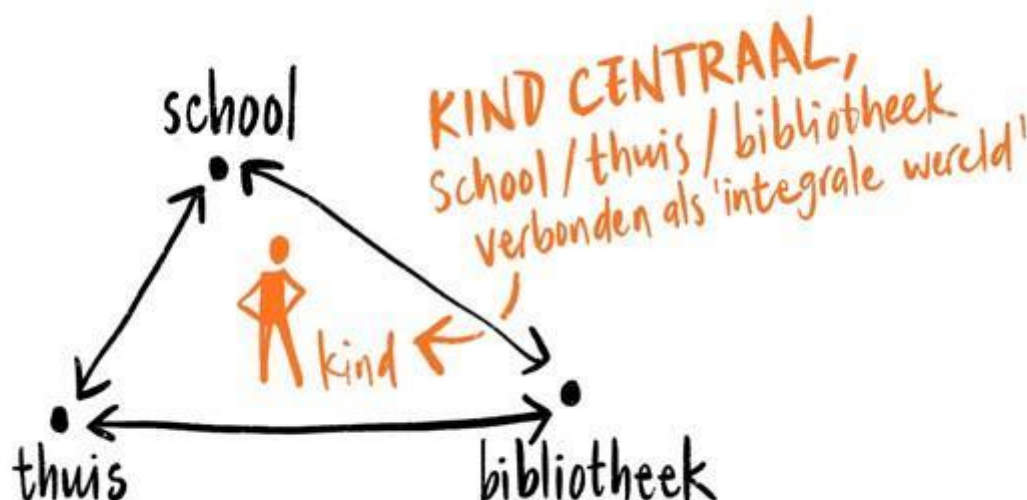 school
KIND CENTRAAL,
School/thuis/bibliotheek
verbonden als 'integrale wereld'
kind
thuis
bibliotheek